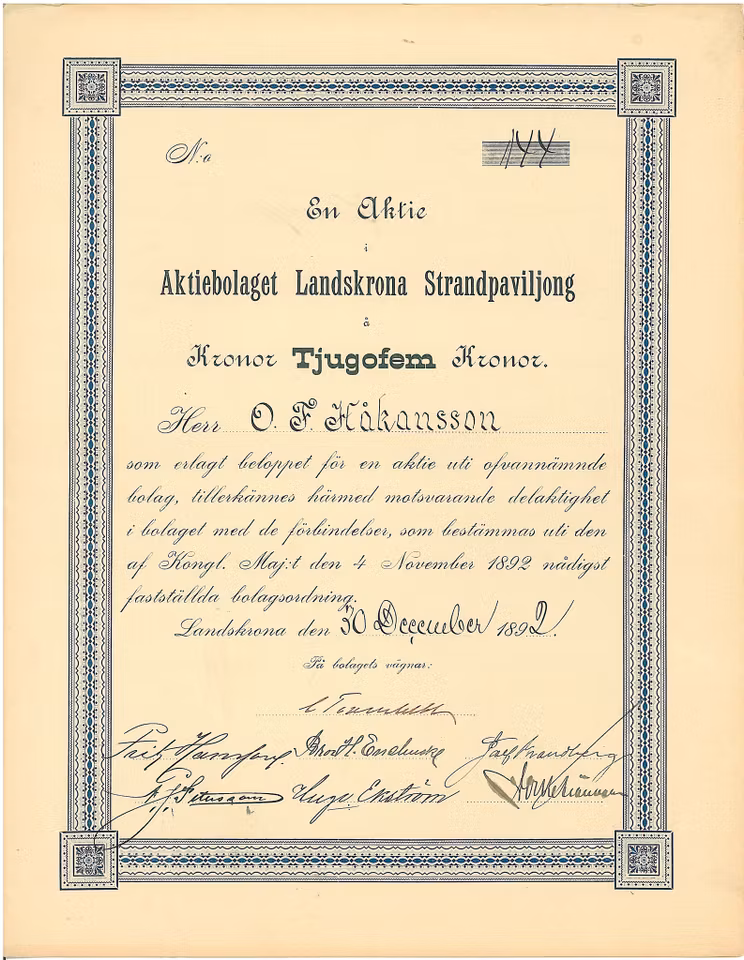 N:o 144
En Aktie
i
Aktiebolaget Landskrona Strandpaviljong
à
Kronor Tjugofem Kronor.
Herr O. F. Håkansson
som erlagt beloppet för en aktie uti ofvannämnde
bolag, tillerkännes härmed motsvarande delaktighet
i bolaget med de förbindelser, som bestämmas uti den
af Kongl. Maj:t den 4 November 1892 nådigst
fastställda bolagsordning.
Landskrona den 30 December 1892.
På bolagets vägnar:
Fritz
Hugo Ekström